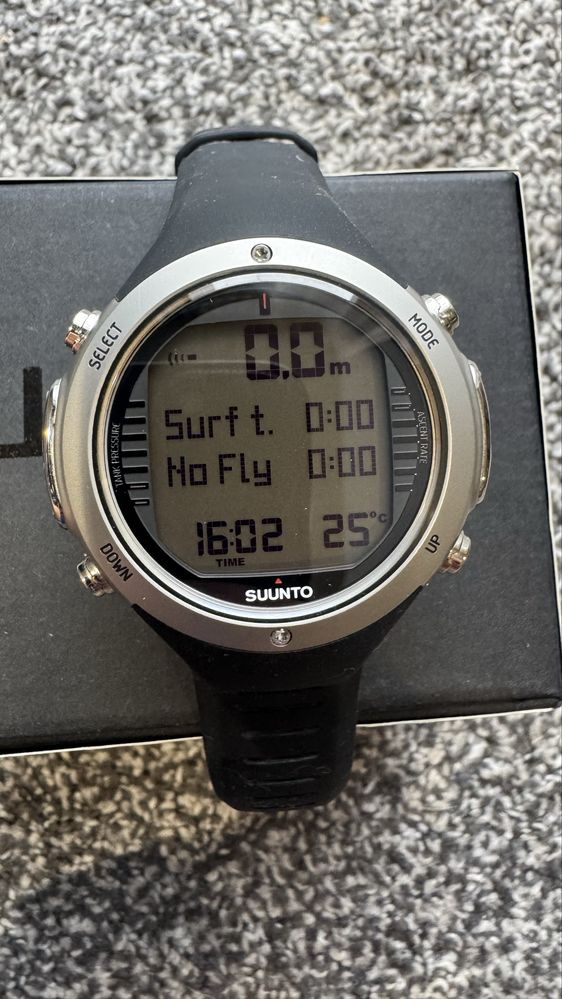 SELECT
MODE
0.0 m
Surf t. 0:00
No Fly 0:00
16:02 25°C
TIME
TANK PRESSURE
ASCENT RATE
DOWN
UP
SUUNTO